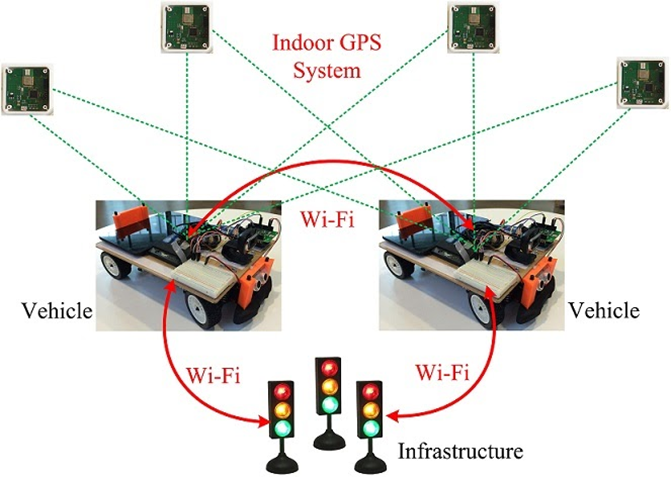 Indoor GPS
System
Wi-Fi
Vehicle
Vehicle
Wi-Fi
Wi-Fi
Infrastructure